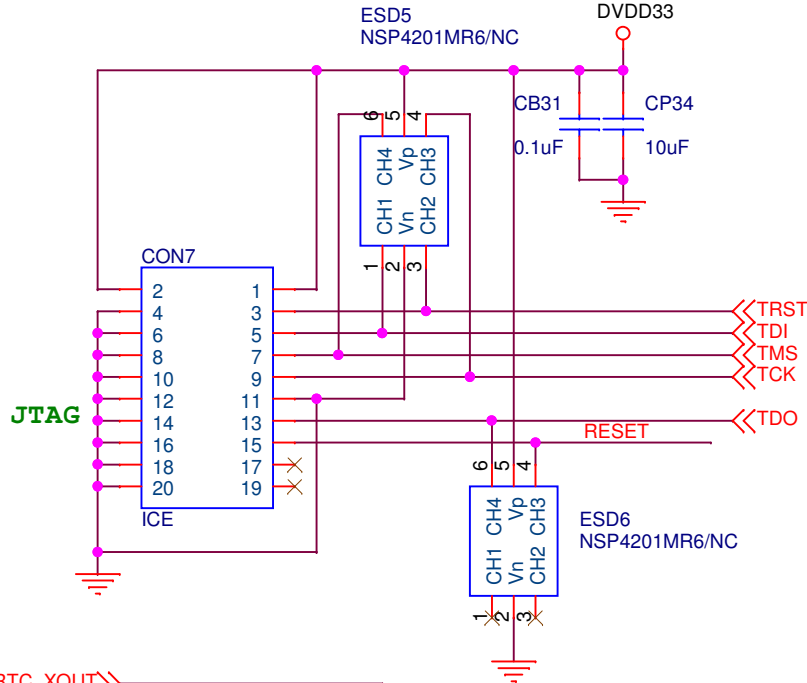 ESD5
NSP4201MR6/NC
DVDD33
CB31
CP34
0.1uF
10uF
6 5 4
CH4 Vp CH3
CH1 Vn CH2
1 2 3
CON7
2 1
4 3
6 5
8 7
10 9
12 11
14 13
16 15
18 17
20 19
ICE
JTAG
TRST
TDI
TMS
TCK
TDO
RESET
6 5 4
CH4 Vp CH3
CH1 Vn CH2
1 2 3
ESD6
NSP4201MR6/NC
RTC_XOUT